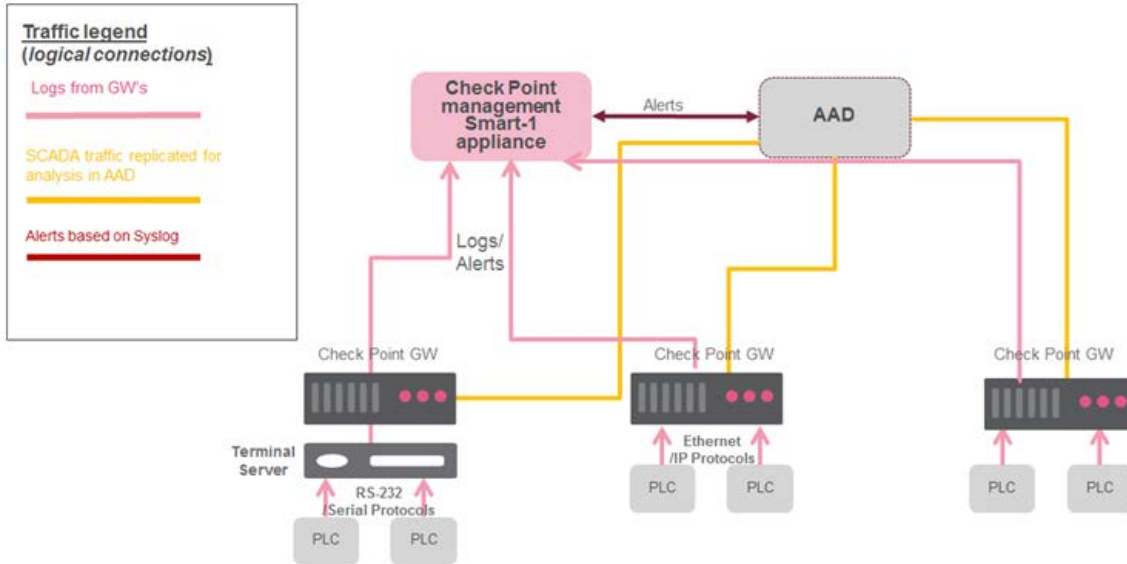 Traffic legend
(logical connections)
Logs from GW's
SCADA traffic replicated for
analysis in AAD
Alerts based on Syslog
Check Point
management
Smart-1
appliance
Alerts
AAD
Logs/
Alerts
Check Point GW
Check Point GW
Check Point GW
Terminal
Server
RS-232
/Serial Protocols
Ethernet
/IP Protocols
PLC
PLC
PLC
PLC
PLC
PLC